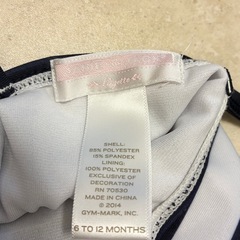 SHELL:
85% POLYESTER
15% SPANDEX
LINING:
100% POLYESTER
EXCLUSIVE OF
DECORATION
RN 70530
MADE IN CHINA
© 2014
GYM-MARK, INC.
6 TO 12 MONTHS